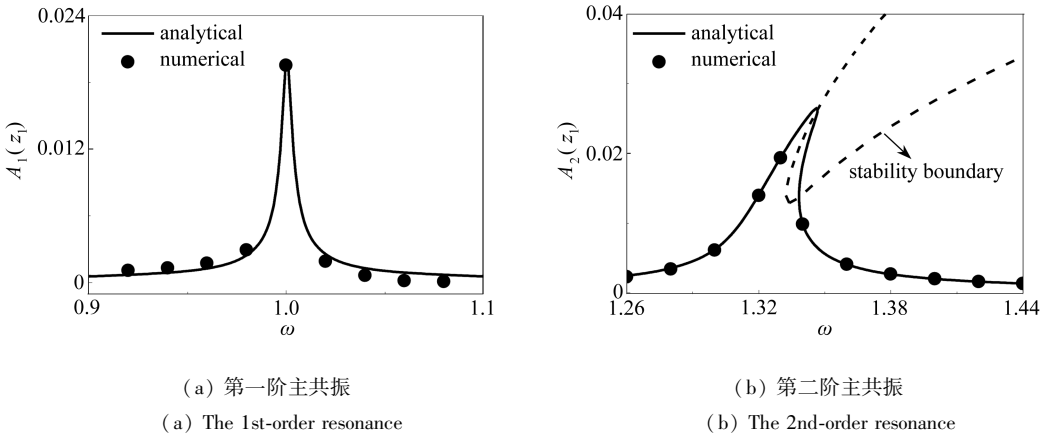 0.024
analytical
numerical
0.012
A1(z1)
0
0.9
1.0
1.1
ω
0.04
analytical
numerical
0.02
A2(z1)
stability boundary
0
1.26
1.32
1.38
1.44
ω
(a) 第一阶主共振
(a) The 1st-order resonance
(b) 第二阶主共振
(b) The 2nd-order resonance